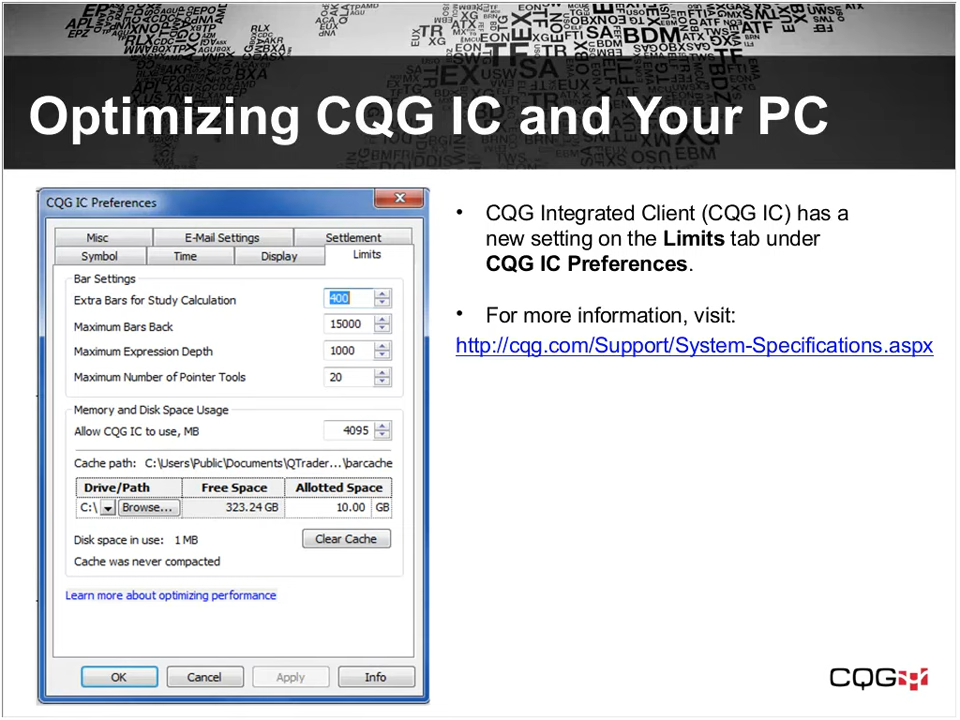 Optimizing CQG IC and Your PC
CQG IC Preferences
Misc E-Mail Settings Settlement
Symbol Time Display Limits
Bar Settings
Extra Bars for Study Calculation 400
Maximum Bars Back 15000
Maximum Expression Depth 1000
Maximum Number of Pointer Tools 20
Memory and Disk Space Usage
Allow CQG IC to use, MB 4095
Cache path: C:\Users\Public\Documents\QTrader...\barcache
Drive/Path Free Space Allotted Space
C:\ Browse... 323.24 GB 10.00 GB
Disk space in use: 1 MB Clear Cache
Cache was never compacted
Learn more about optimizing performance
OK Cancel Apply Info
• CQG Integrated Client (CQG IC) has a
new setting on the Limits tab under
CQG IC Preferences.
• For more information, visit:
http://cqg.com/Support/System-Specifications.aspx
CQG